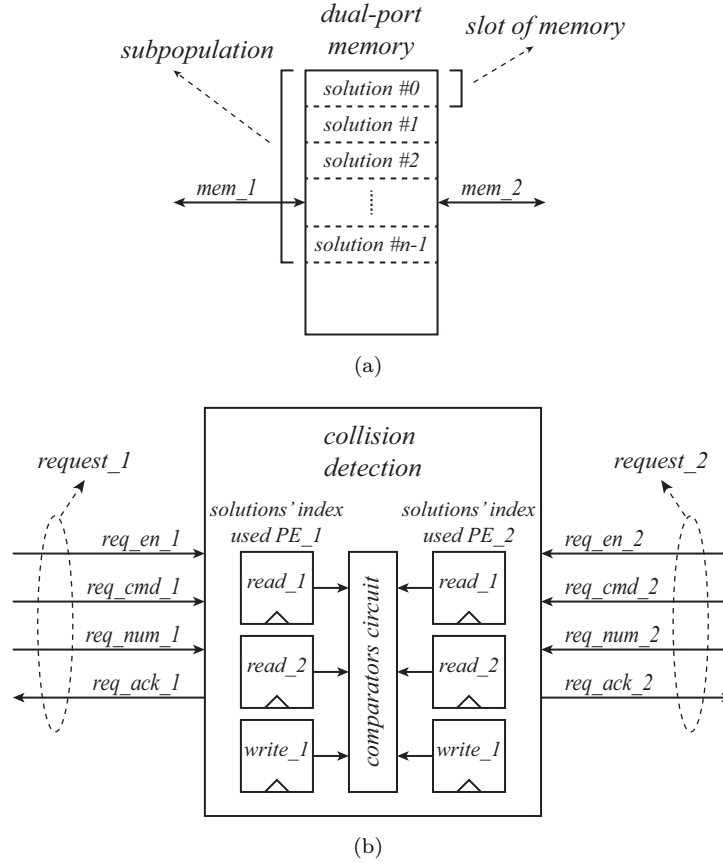 dual-port
memory
subpopulation
slot of memory
solution #0
solution #1
solution #2
mem_1
mem_2
solution #n-1
(a)
collision
detection
request_1
request_2
solutions' index
used PE_1
solutions' index
used PE_2
req_en_1
req_en_2
read_1
read_1
req_cmd_1
req_cmd_2
req_num_1
req_num_2
read_2
read_2
comparators circuit
req_ack_1
req_ack_2
write_1
write_1
(b)